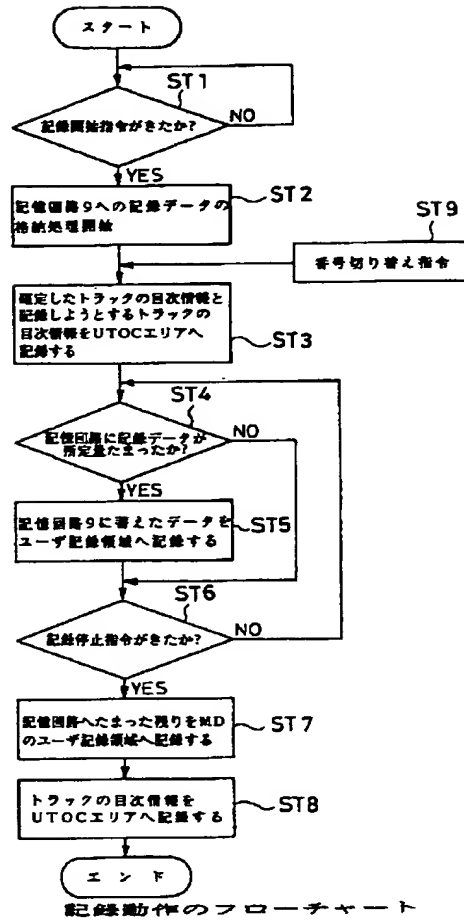 スタート
ST1
記録開始指令がきたか?
NO
YES
ST2
記憶回路9への記録データの
格納処理開始
ST9
番号切り替え指令
確定したトラックの目次情報と
記録しようとするトラックの
目次情報をUTOCエリアへ
記録する
ST3
ST4
記憶回路に記録データが
所定量たまったか?
NO
YES
記憶回路9に蓄えたデータを
ユーザ記録領域へ記録する
ST5
ST6
記録停止指令がきたか?
NO
YES
記憶回路へたまった残りをMD
のユーザ記録領域へ記録する
ST7
トラックの目次情報を
UTOCエリアへ記録する
ST8
エンド
記録動作のフローチャート